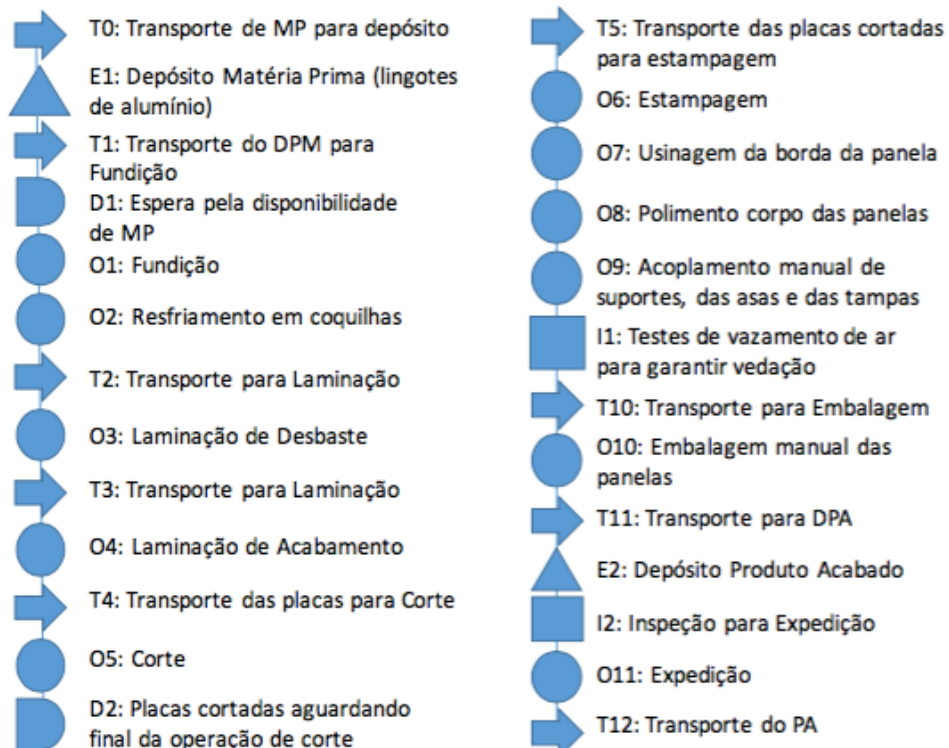 T0: Transporte de MP para depósito
E1: Depósito Matéria Prima (lingotes
de alumínio)
T1: Transporte do DPM para
Fundição
D1: Espera pela disponibilidade
de MP
O1: Fundição
O2: Resfriamento em coquilhas
T2: Transporte para Laminação
O3: Laminação de Desbaste
T3: Transporte para Laminação
O4: Laminação de Acabamento
T4: Transporte das placas para Corte
O5: Corte
D2: Placas cortadas aguardando
final da operação de corte
T5: Transporte das placas cortadas
para estampagem
O6: Estampagem
O7: Usinagem da borda da panela
O8: Polimento corpo das panelas
O9: Acoplamento manual de
suportes, das asas e das tampas
I1: Testes de vazamento de ar
para garantir vedação
T10: Transporte para Embalagem
O10: Embalagem manual das
panelas
T11: Transporte para DPA
E2: Depósito Produto Acabado
I2: Inspeção para Expedição
O11: Expedição
T12: Transporte do PA